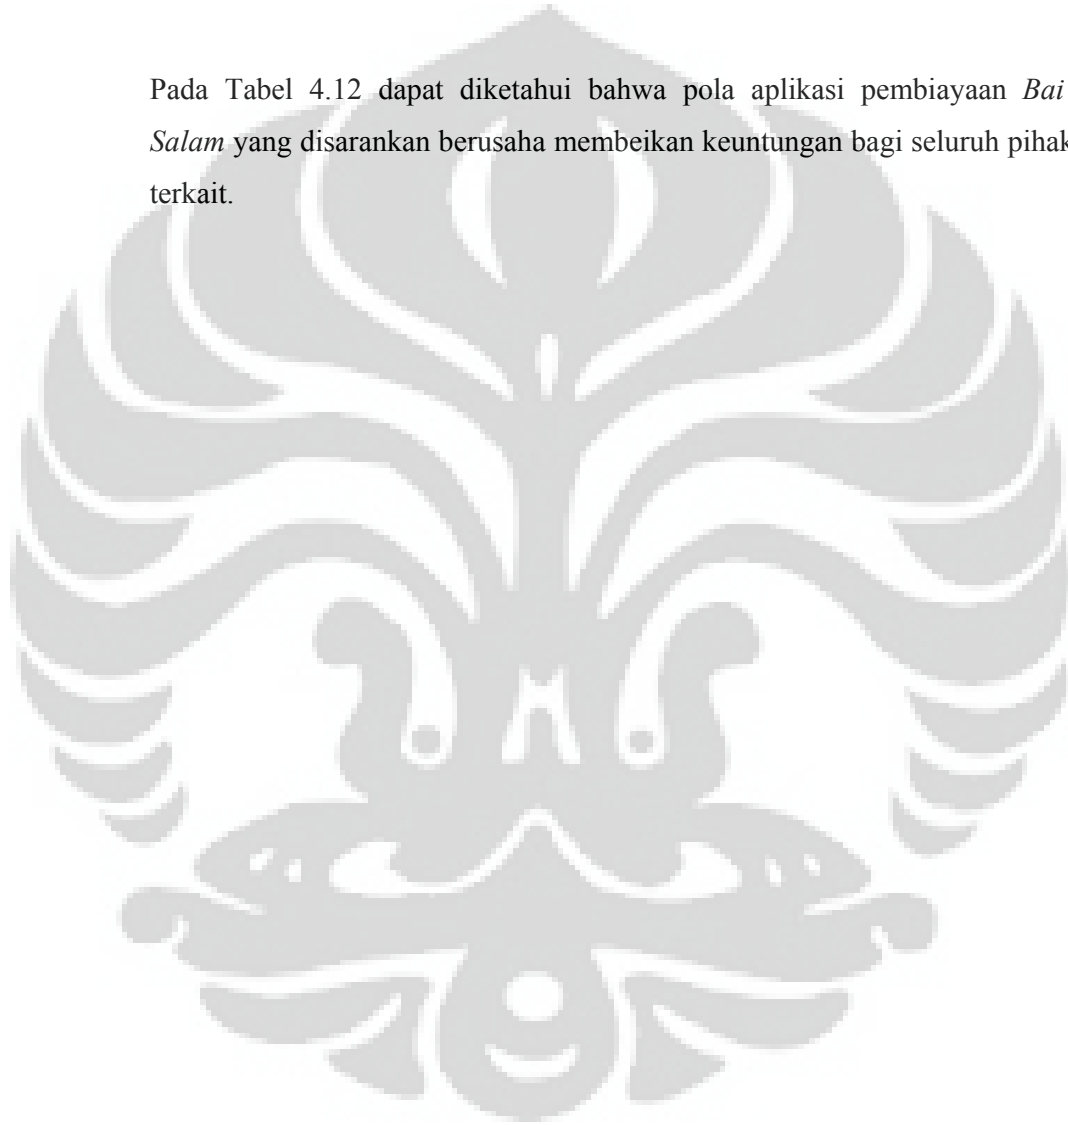 Pada Tabel 4.12 dapat diketahui bahwa pola aplikasi pembiayaan Bai
Salam yang disarankan berusaha membeikan keuntungan bagi seluruh pihak
terkait.